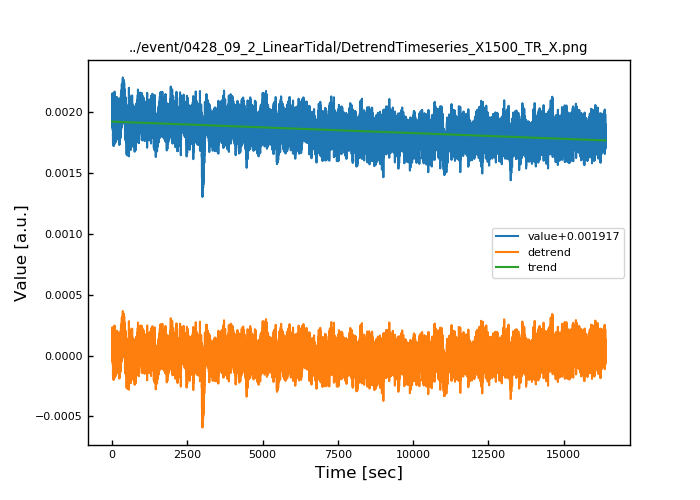 ../event/0428_09_2_LinearTidal/DetrendTimeseries_X1500_TR_X.png
0.0020
0.0015
0.0010
0.0005
0.0000
−0.0005
Value [a.u.]
value+0.001917
detrend
trend
0
2500
5000
7500
10000
12500
15000
Time [sec]